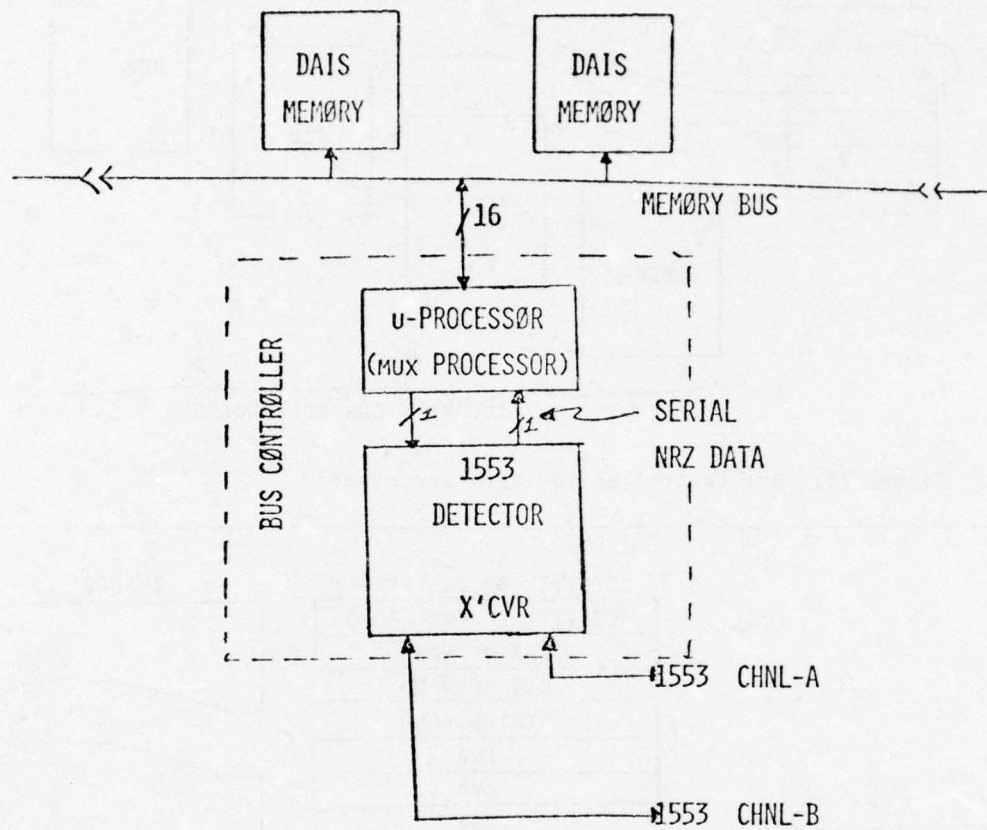 DAIS
MEMØRY
DAIS
MEMØRY
MEMØRY BUS
16
BUS CØNTRØLLER
u-PROCESSØR
(MUX PROCESSOR)
1
1
SERIAL
NRZ DATA
1553
DETECTOR
X'CVR
1553 CHNL-A
1553 CHNL-B